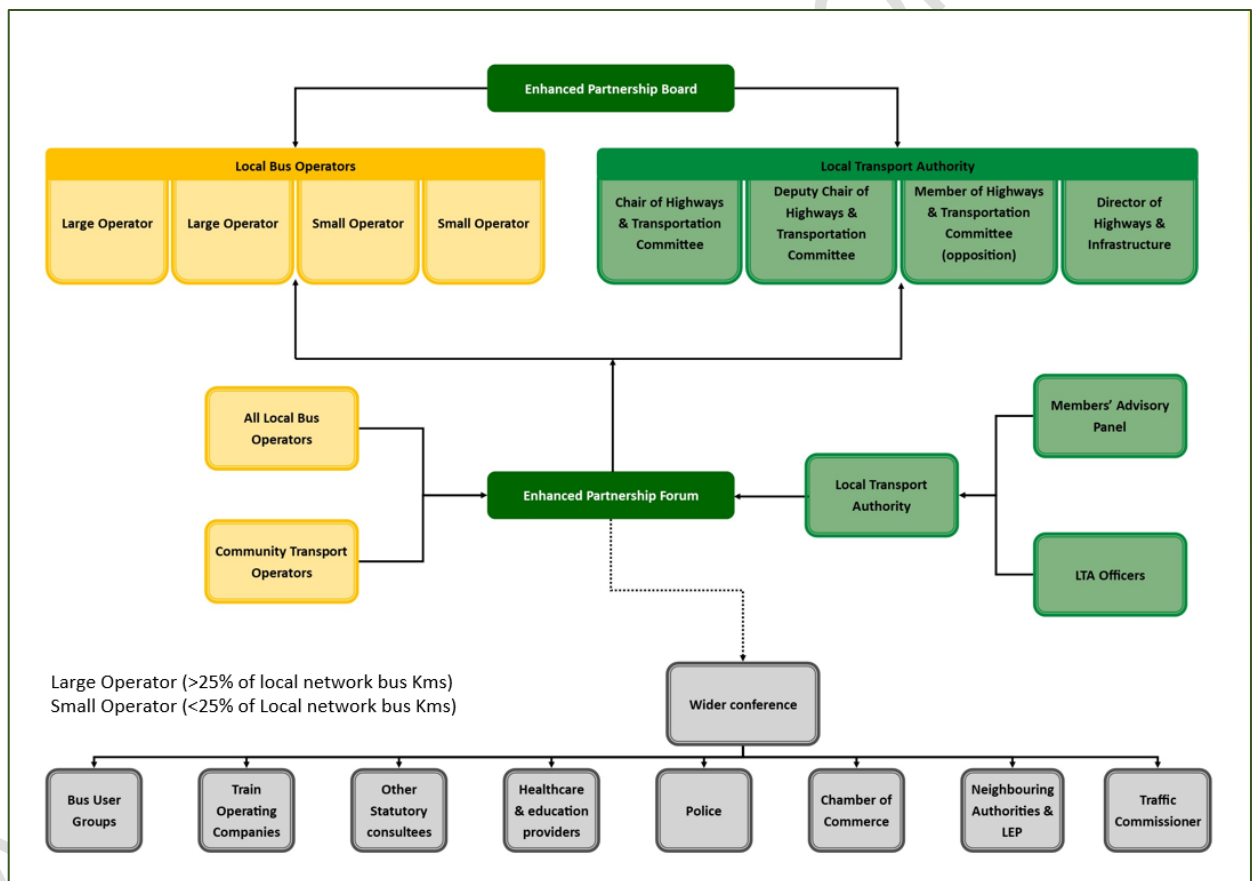 Enhanced Partnership Board
Local Bus Operators
Large Operator
Large Operator
Small Operator
Small Operator
Local Transport Authority
Chair of Highways
& Transportation
Committee
Deputy Chair of
Highways &
Transportation
Committee
Member of Highways
& Transportation
Committee
(opposition)
Director of
Highways &
Infrastructure
All Local Bus
Operators
Community Transport
Operators
Enhanced Partnership Forum
Local Transport
Authority
Members' Advisory
Panel
LTA Officers
Large Operator (>25% of local network bus Kms)
Small Operator (<25% of Local network bus Kms)
Wider conference
Bus User
Groups
Train
Operating
Companies
Other
Statutory
consultees
Healthcare
& education
providers
Police
Chamber of
Commerce
Neighbouring
Authorities &
LEP
Traffic
Commissioner